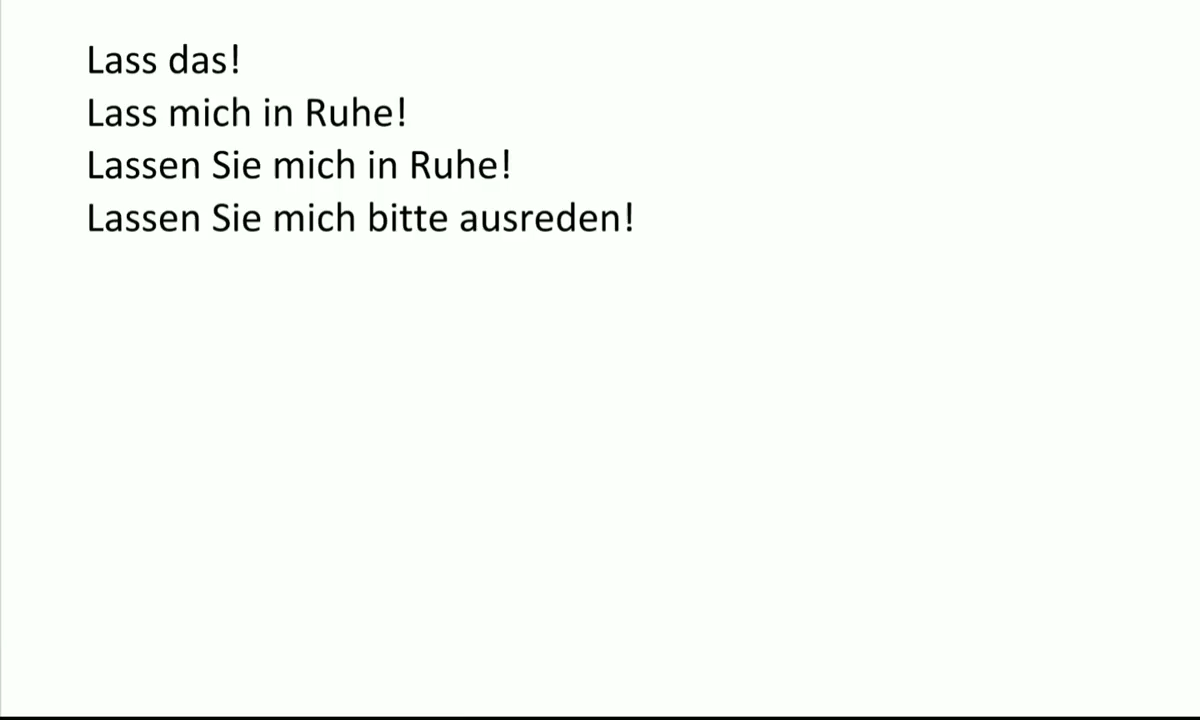 Lass das!
Lass mich in Ruhe!
Lassen Sie mich in Ruhe!
Lassen Sie mich bitte ausreden!